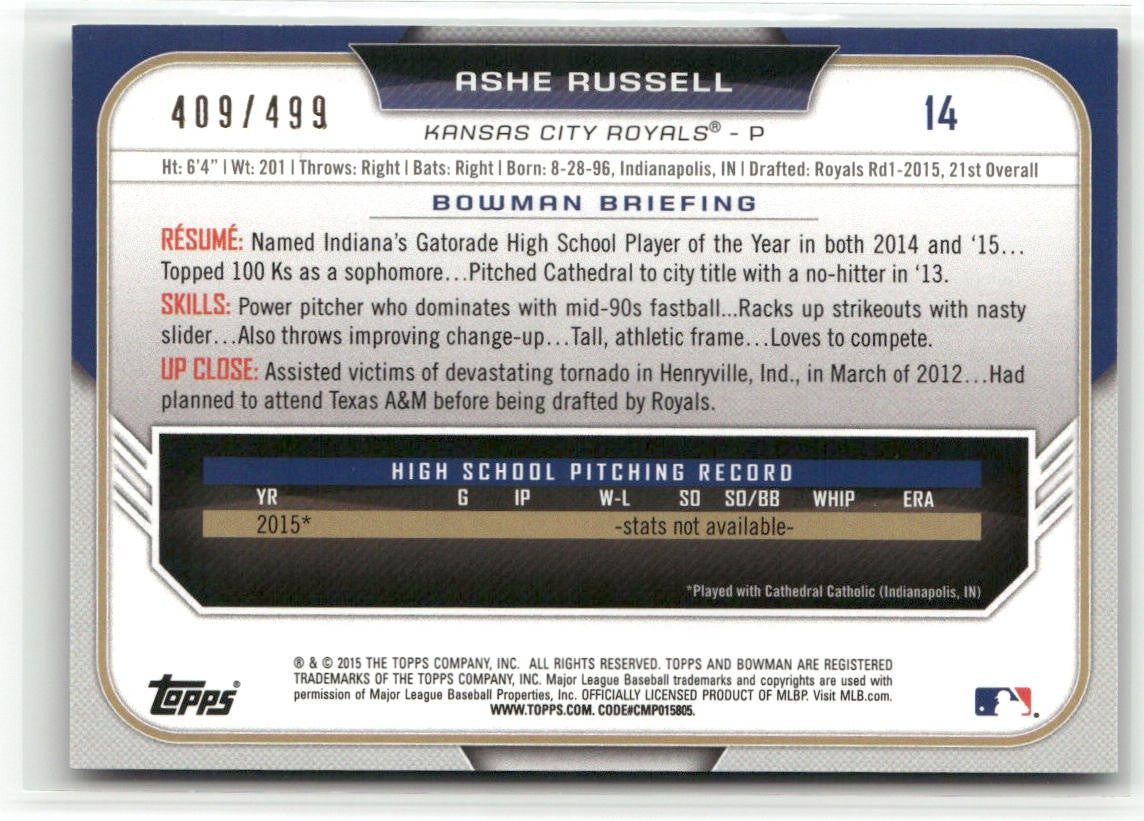 ASHE RUSSELL
409/499
14
KANSAS CITY ROYALS® - P
Ht: 6'4" | Wt: 201 | Throws: Right | Bats: Right | Born: 8-28-96, Indianapolis, IN | Drafted: Royals Rd1-2015, 21st Overall
BOWMAN BRIEFING
RÉSUMÉ: Named Indiana's Gatorade High School Player of the Year in both 2014 and '15...
Topped 100 Ks as a sophomore...Pitched Cathedral to city title with a no-hitter in '13.
SKILLS: Power pitcher who dominates with mid-90s fastball...Racks up strikeouts with nasty
slider...Also throws improving change-up...Tall, athletic frame...Loves to compete.
UP CLOSE: Assisted victims of devastating tornado in Henryville, Ind., in March of 2012...Had
planned to attend Texas A&M before being drafted by Royals.
HIGH SCHOOL PITCHING RECORD
YR G IP W-L SO SO/BB WHIP ERA
2015* -stats not available-
*Played with Cathedral Catholic (Indianapolis, IN)
® & © 2015 THE TOPPS COMPANY, INC. ALL RIGHTS RESERVED. TOPPS AND BOWMAN ARE REGISTERED
TRADEMARKS OF THE TOPPS COMPANY, INC. Major League Baseball trademarks and copyrights are used with
permission of Major League Baseball Properties, Inc. OFFICIALLY LICENSED PRODUCT OF MLBP. Visit MLB.com.
WWW.TOPPS.COM. CODE#CMP015805.
Topps®